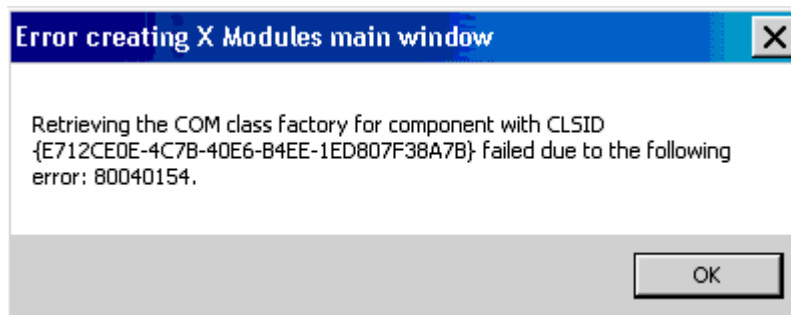 Error creating X Modules main window
Retrieving the COM class factory for component with CLSID
{E712CE0E-4C7B-40E6-B4EE-1ED807F38A7B} failed due to the following
error: 80040154.
OK